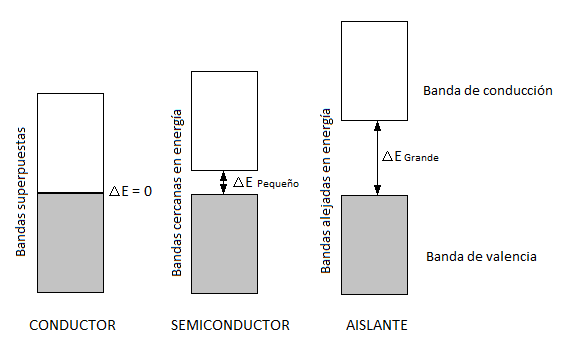 Bandas superpuestas
△E = 0
CONDUCTOR
Bandas cercanas en energía
△E Pequeño
SEMICONDUCTOR
Bandas alejadas en energía
△E Grande
AISLANTE
Banda de conducción
Banda de valencia